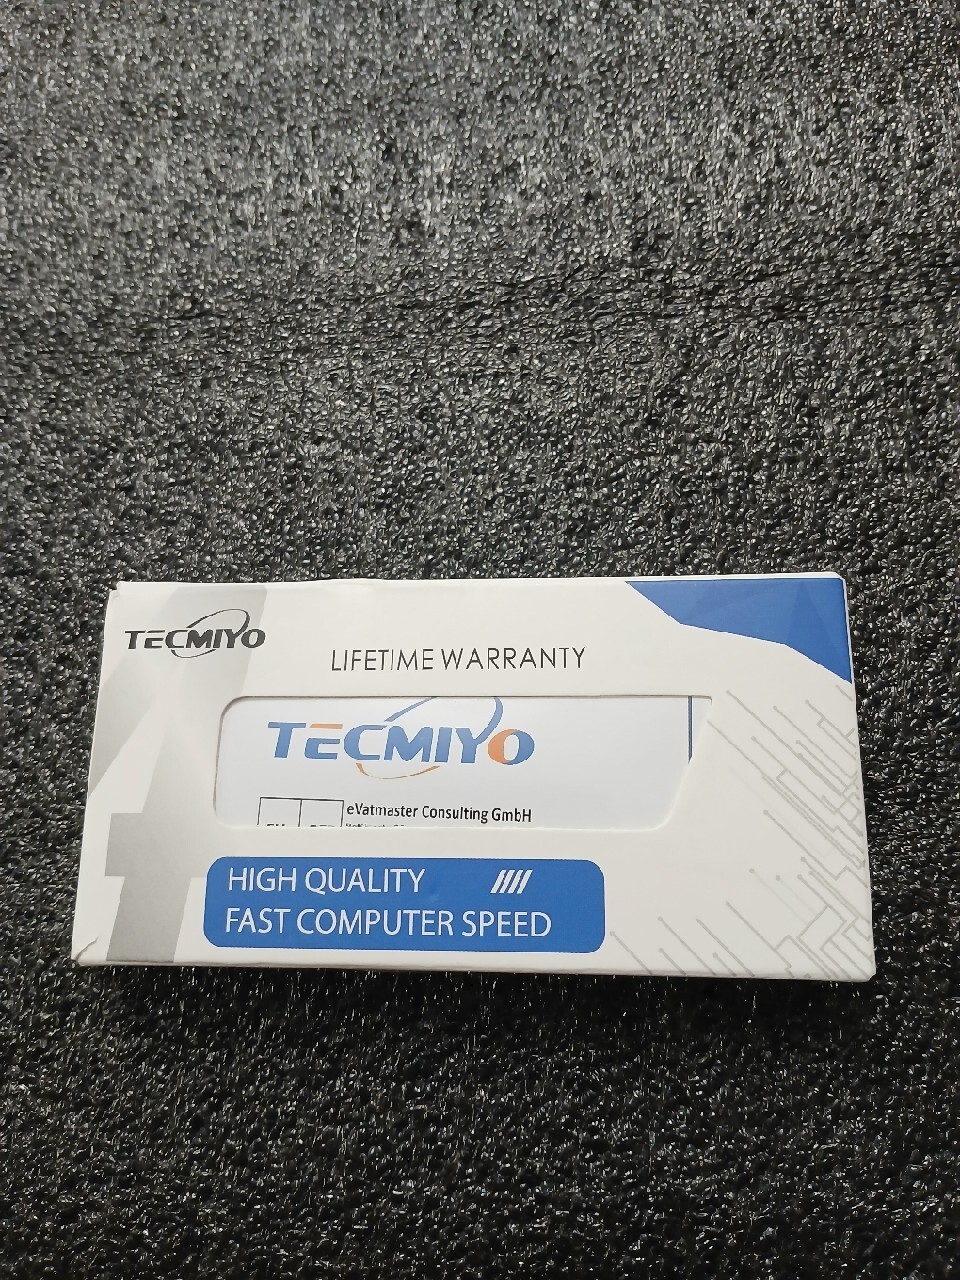 TECMIYO
LIFETIME WARRANTY
TECMIYO
eVatmaster Consulting GmbH
HIGH QUALITY
FAST COMPUTER SPEED